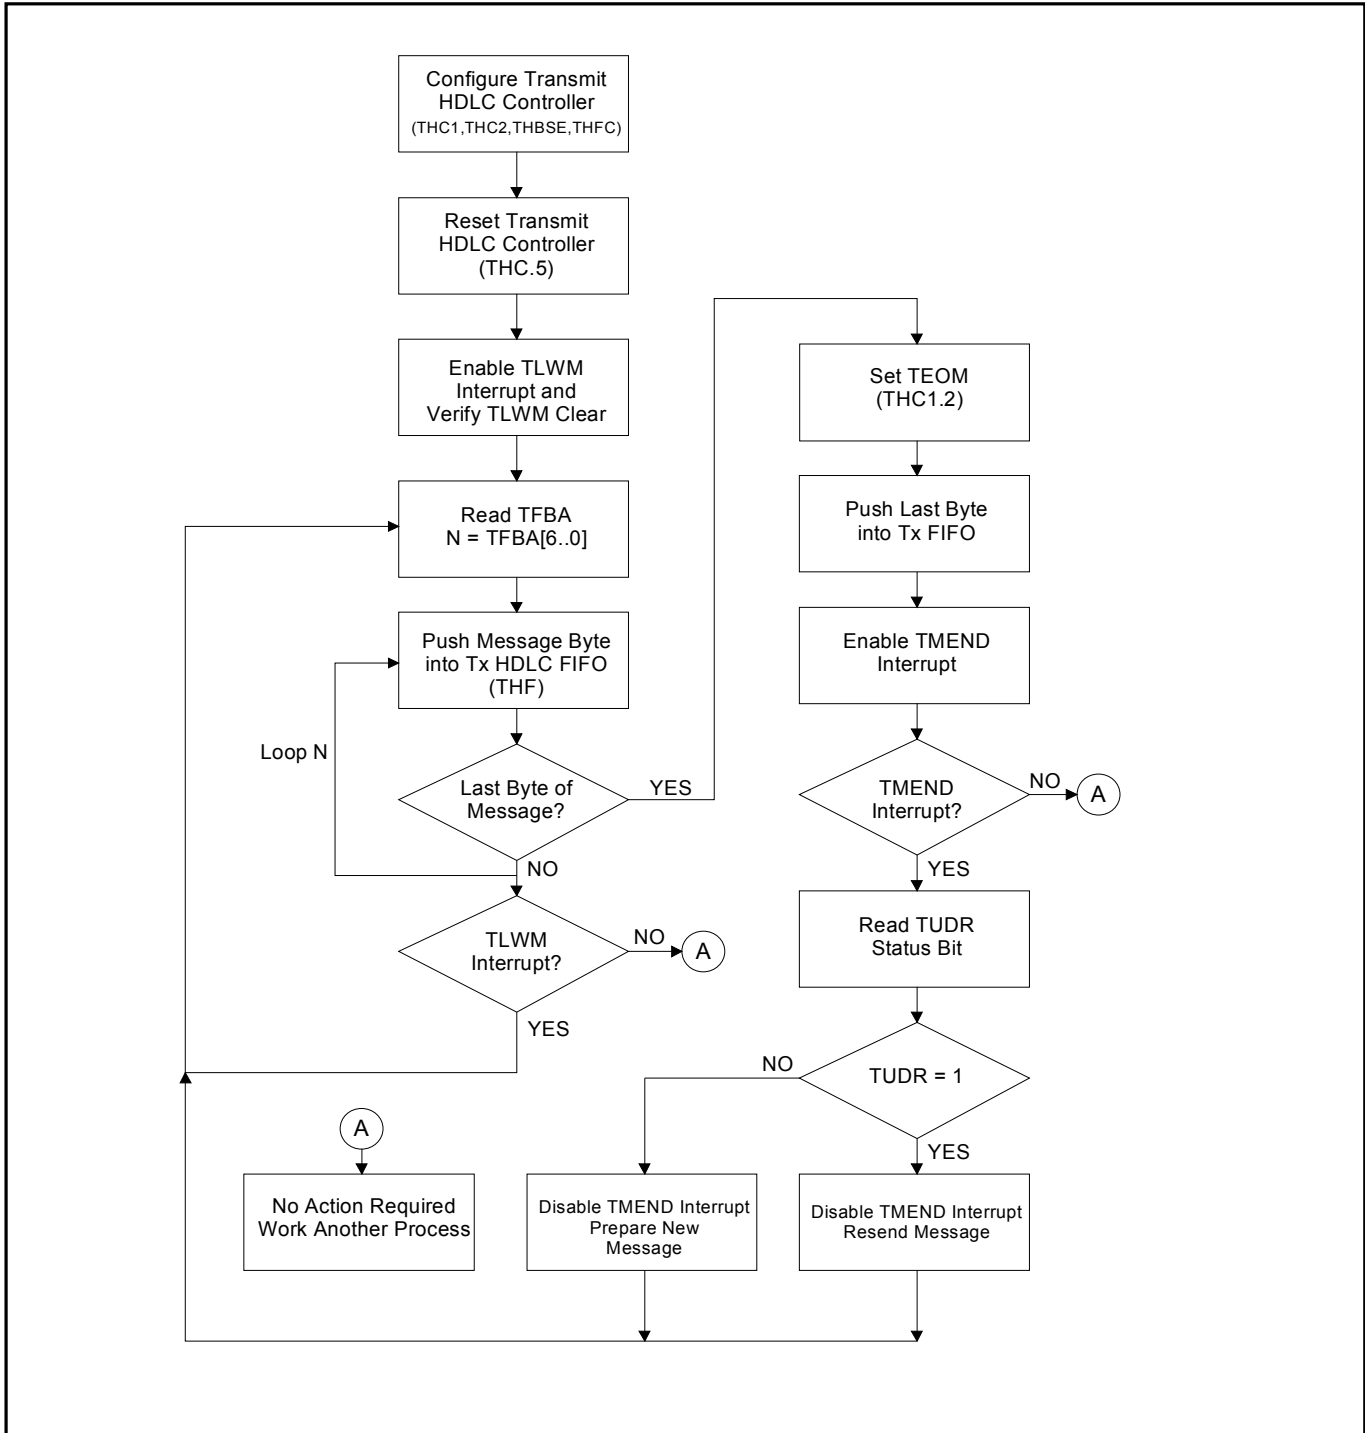 Configure Transmit
HDLC Controller
(THC1,THC2,THBSE,THFC)
Reset Transmit
HDLC Controller
(THC.5)
Enable TLWM
Interrupt and
Verify TLWM Clear
Read TFBA
N = TFBA[6..0]
Push Message Byte
into Tx HDLC FIFO
(THF)
Loop N
Last Byte of
Message?
YES
NO
TLWM
Interrupt?
NO
A
YES
A
No Action Required
Work Another Process
Set TEOM
(THC1.2)
Push Last Byte
into Tx FIFO
Enable TMEND
Interrupt
TMEND
Interrupt?
NO
A
YES
Read TUDR
Status Bit
TUDR = 1
NO
YES
Disable TMEND Interrupt
Prepare New
Message
Disable TMEND Interrupt
Resend Message